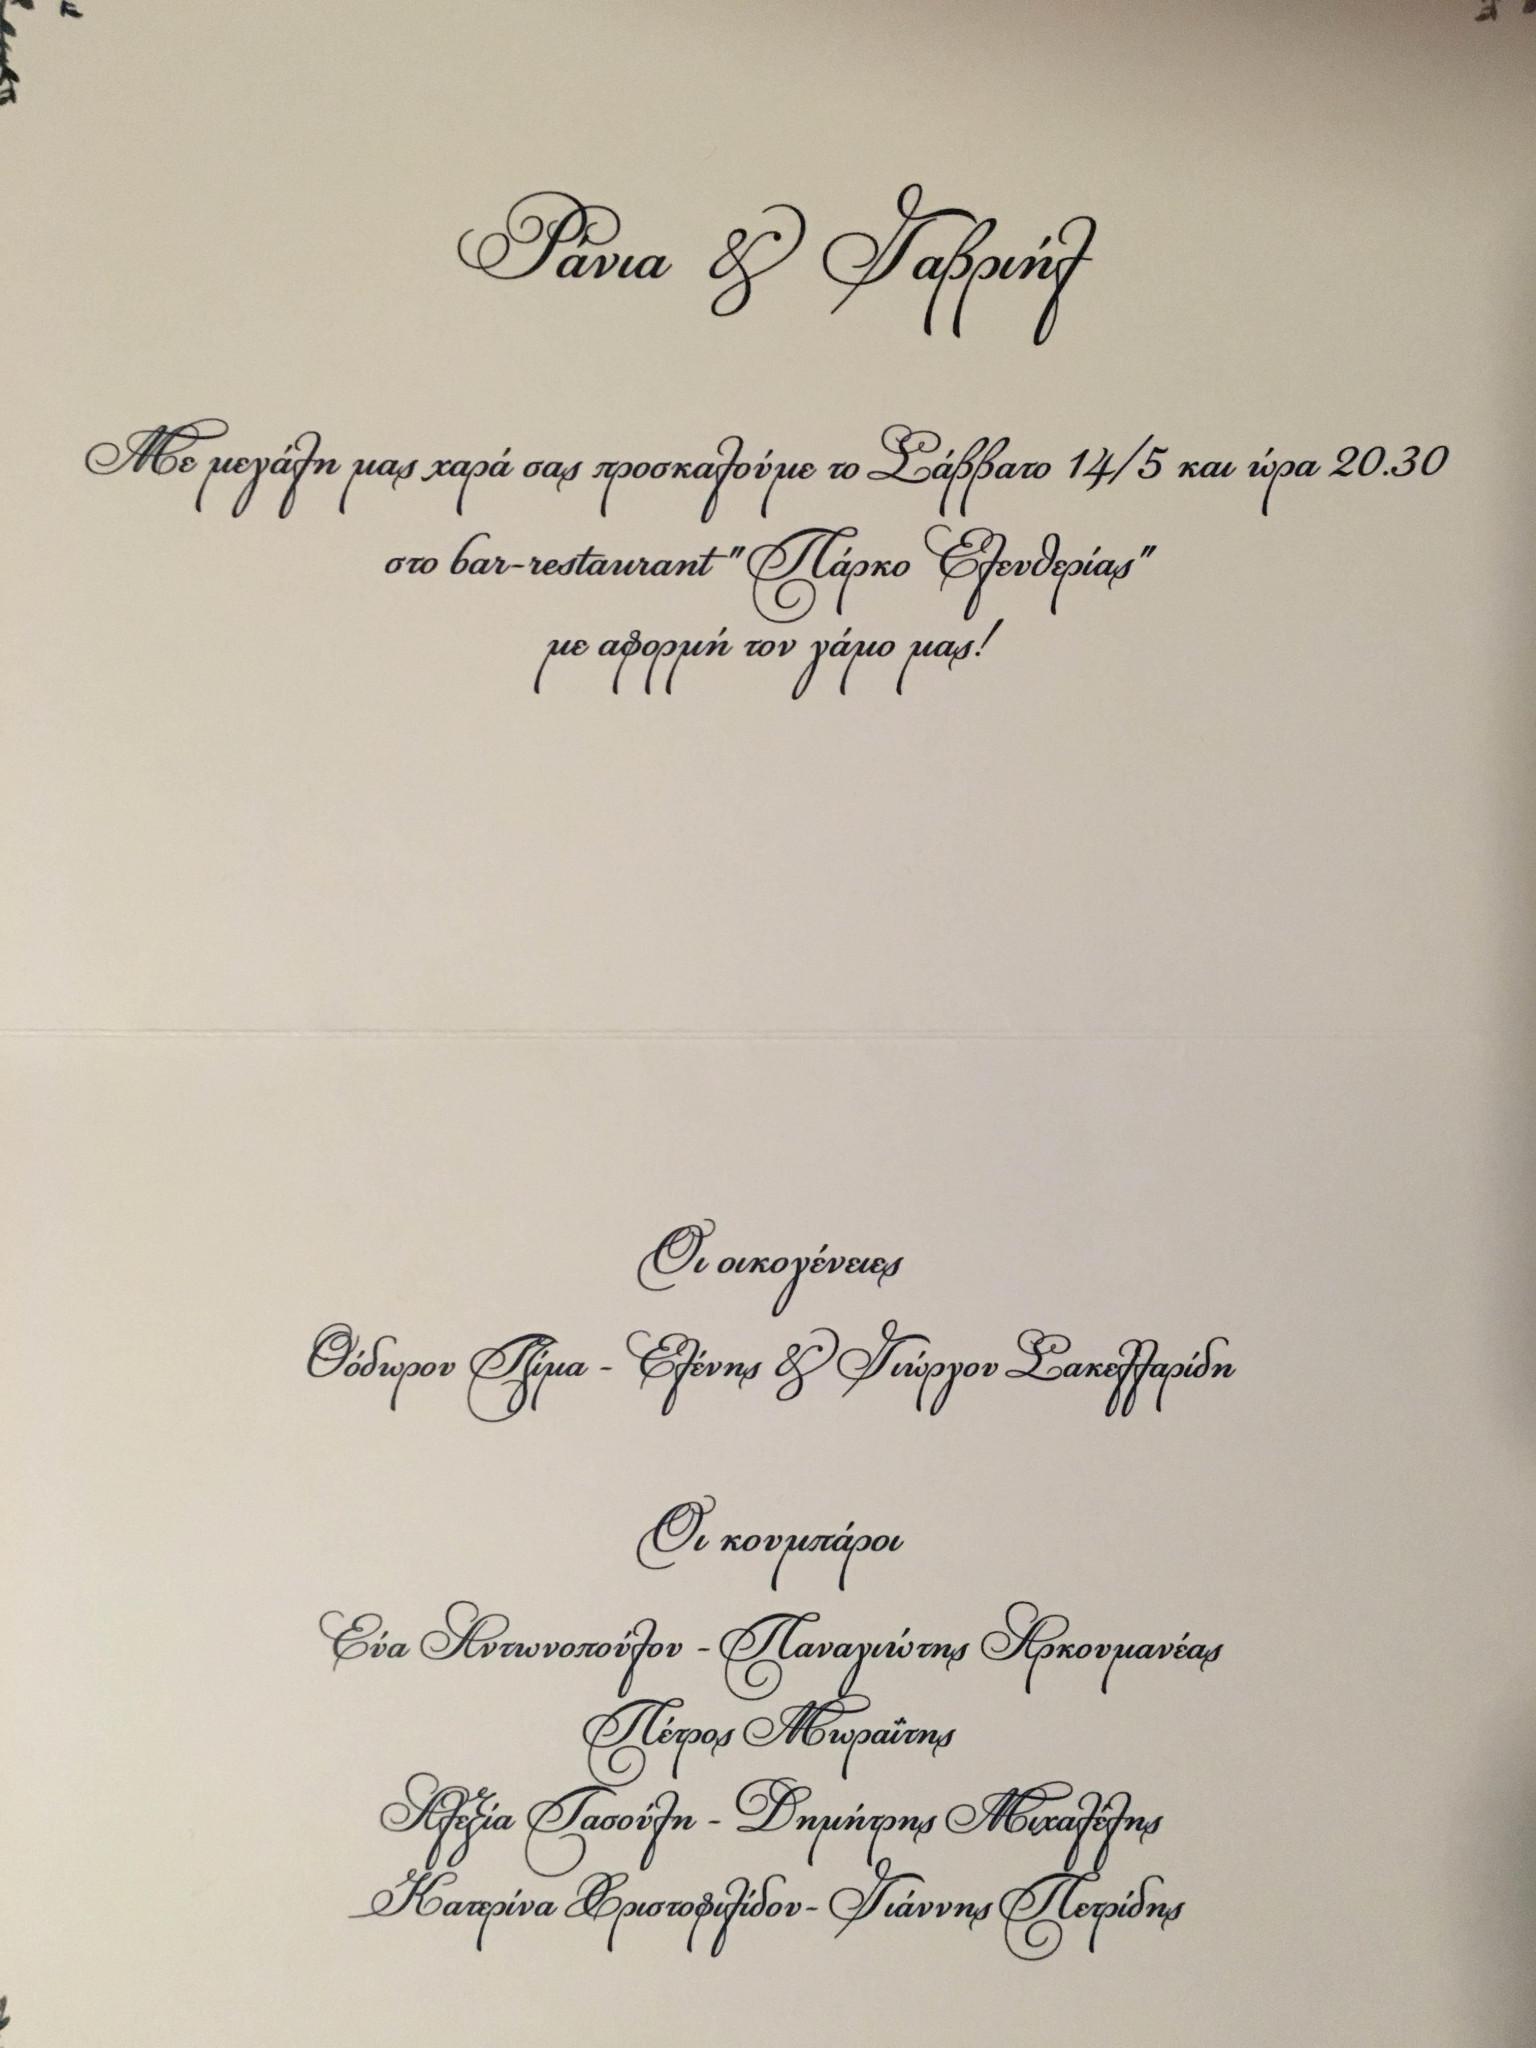 Ράνια & Γαβριήλ
Με μεγάλη μας χαρά σας προσκαλούμε το Σάββατο 14/5 και ώρα 20.30
στο bar-restaurant "Πάρκο Ελευθερίας"
με αφορμή τον γάμο μας!
Οι οικογένειες
Θόδωρου Τζίμα - Ελένης & Γιώργου Σακελλαρίδη
Οι κουμπάροι
Εύα Αντωνοπούλου - Παναγιώτης Αρκουμανέας
Πέτρος Μωραΐτης
Αλεξία Τασούλη - Δημήτρης Μιχαλέλης
Κατερίνα Χριστοφιλίδου- Γιάννης Πετρίδης